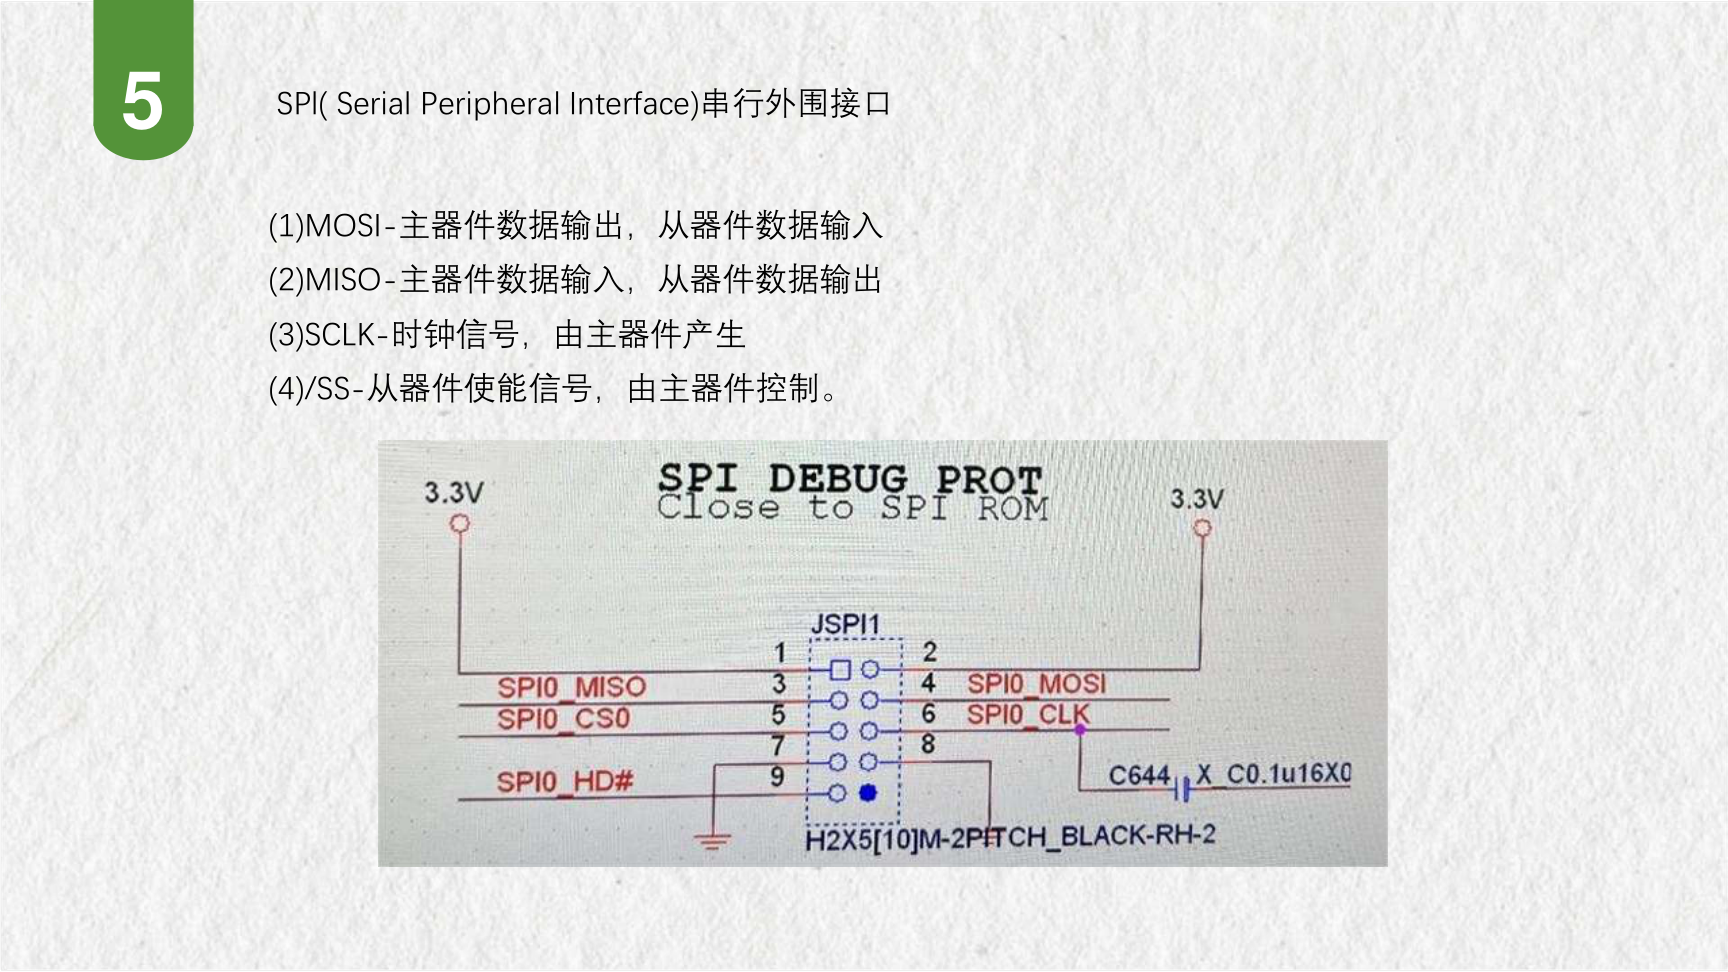 5
SPI( Serial Peripheral Interface)串行外围接口
(1)MOSI-主器件数据输出，从器件数据输入
(2)MISO-主器件数据输入，从器件数据输出
(3)SCLK-时钟信号，由主器件产生
(4)/SS-从器件使能信号，由主器件控制。
SPI DEBUG PROT
Close to SPI ROM
3.3V
3.3V
JSPI1
1 2
SPI0_MISO 3 4 SPI0_MOSI
SPI0_CS0 5 6 SPI0_CLK
7 8
SPI0_HD# 9
C644 X_C0.1u16X0
H2X5[10]M-2PITCH_BLACK-RH-2